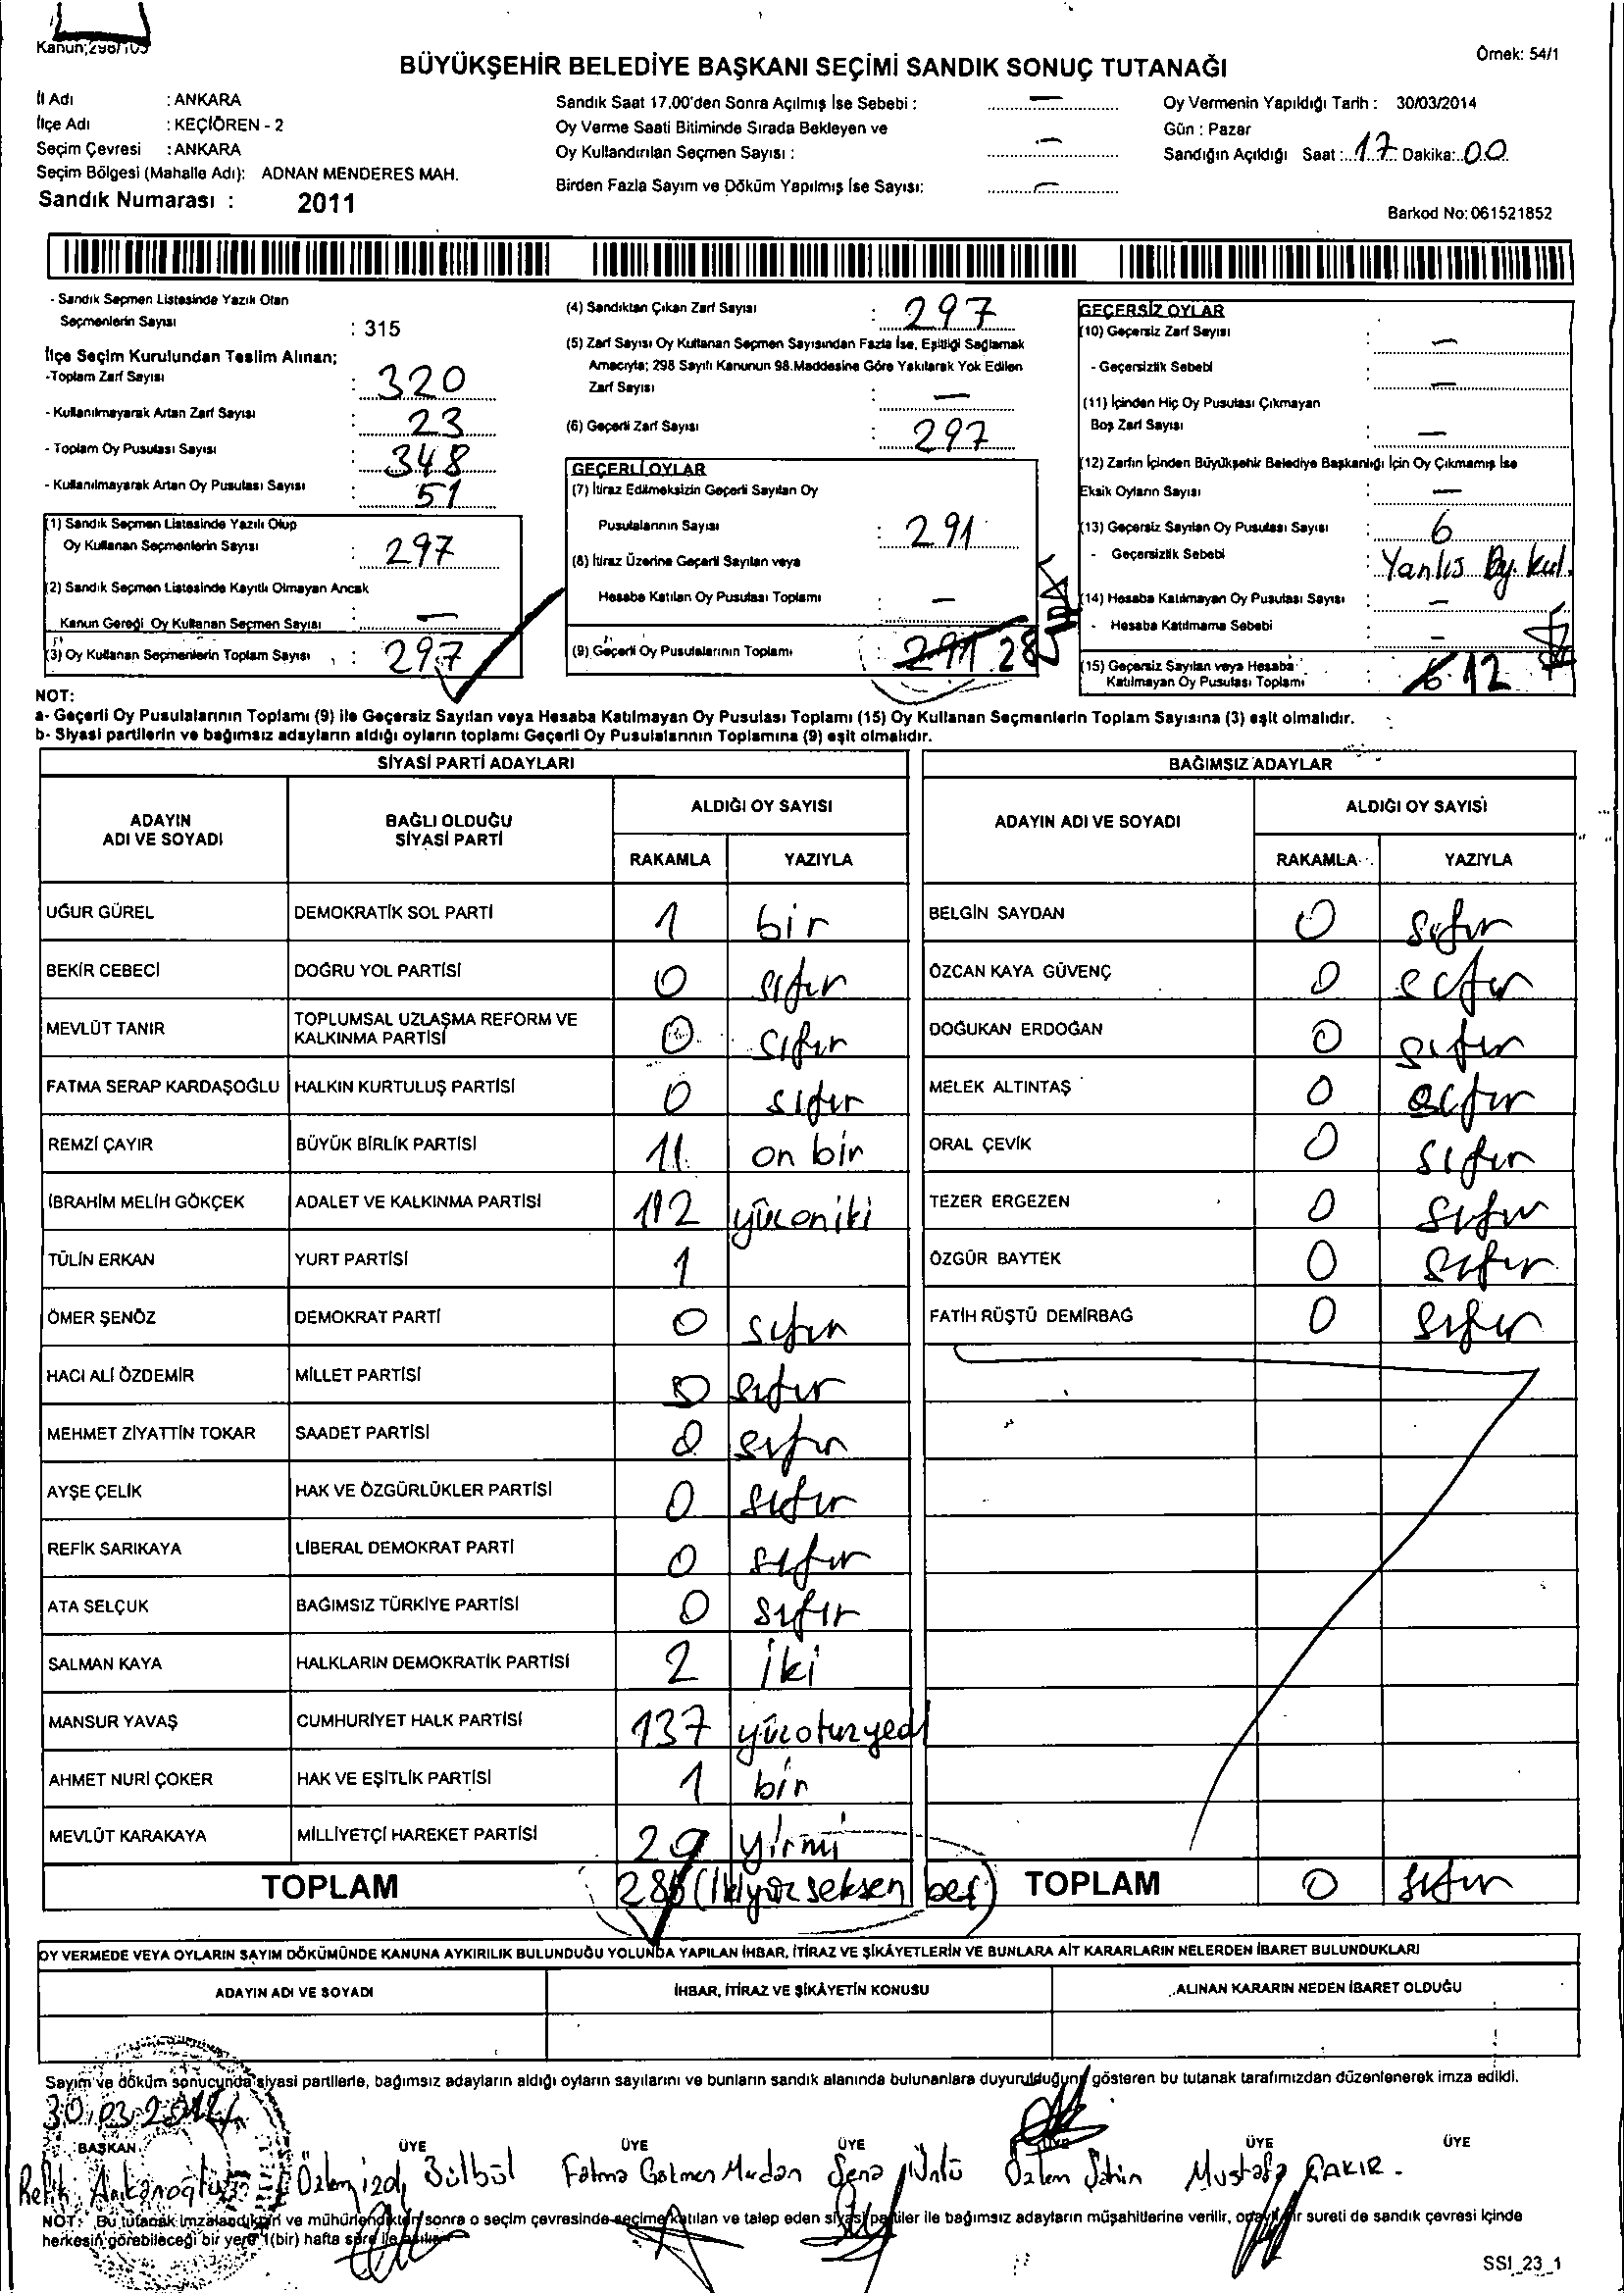 Kanun;298/105
Örnek: 54/1
BÜYÜKŞEHİR BELEDİYE BAŞKANI SEÇİMİ SANDIK SONUÇ TUTANAĞI
İl Adı : ANKARA
İlçe Adı : KEÇİÖREN - 2
Seçim Çevresi : ANKARA
Seçim Bölgesi (Mahalle Adı): ADNAN MENDERES MAH.
Sandık Numarası : 2011
Sandık Saat 17.00'den Sonra Açılmış İse Sebebi : —
Oy Verme Saati Bitiminde Sırada Bekleyen ve
Oy Kullandırılan Seçmen Sayısı : —
Birden Fazla Sayım ve Döküm Yapılmış İse Sayısı: —
Oy Vermenin Yapıldığı Tarih : 30/03/2014
Gün : Pazar
Sandığın Açıldığı Saat : 17 Dakika: 00
Barkod No: 061521852
- Sandık Seçmen Listesinde Yazılı Olan
Seçmenlerin Sayısı : 315
İlçe Seçim Kurulundan Teslim Alınan;
-Toplam Zarf Sayısı : 320
- Kullanılmayarak Artan Zarf Sayısı : 23
- Toplam Oy Pusulası Sayısı : 348
- Kullanılmayarak Artan Oy Pusulası Sayısı : 51
(1) Sandık Seçmen Listesinde Yazılı Olup
Oy Kullanan Seçmenlerin Sayısı : 297
(2) Sandık Seçmen Listesinde Kayıtlı Olmayan Ancak
Kanun Gereği Oy Kullanan Seçmen Sayısı : —
(3) Oy Kullanan Seçmenlerin Toplam Sayısı : 297
(4) Sandıktan Çıkan Zarf Sayısı : 297
(5) Zarf Sayısı Oy Kullanan Seçmen Sayısından Fazla İse, Eşitliği Sağlamak
Amacıyla; 298 Sayılı Kanunun 98.Maddesine Göre Yakılarak Yok Edilen
Zarf Sayısı : —
(6) Geçerli Zarf Sayısı : 297
GEÇERLİ OYLAR
(7) İtiraz Edilmeksizin Geçerli Sayılan Oy
Pusulalarının Sayısı : 291
(8) İtiraz Üzerine Geçerli Sayılan veya
Hesaba Katılan Oy Pusulası Toplamı : —
(9) Geçerli Oy Pusulalarının Toplamı : 291 285
GEÇERSİZ OYLAR
(10) Geçersiz Zarf Sayısı : —
- Geçersizlik Sebebi : —
(11) İçinden Hiç Oy Pusulası Çıkmayan
Boş Zarf Sayısı : —
(12) Zarfın İçinden Büyükşehir Belediye Başkanlığı İçin Oy Çıkmamış İse
Eksik Oyların Sayısı : —
(13) Geçersiz Sayılan Oy Pusulası Sayısı : 6
- Geçersizlik Sebebi : Yanlış Oy. kul.
(14) Hesaba Katılmayan Oy Pusulası Sayısı : —
- Hesaba Katılmama Sebebi : —
(15) Geçersiz Sayılan veya Hesaba
Katılmayan Oy Pusulası Toplamı : 6 12
NOT:
a- Geçerli Oy Pusulalarının Toplamı (9) ile Geçersiz Sayılan veya Hesaba Katılmayan Oy Pusulası Toplamı (15) Oy Kullanan Seçmenlerin Toplam Sayısına (3) eşit olmalıdır.
b- Siyasi partilerin ve bağımsız adayların aldığı oyların toplamı Geçerli Oy Pusulalarının Toplamına (9) eşit olmalıdır.
SİYASİ PARTİ ADAYLARI
ADAYIN ADI VE SOYADI BAĞLI OLDUĞU SİYASİ PARTİ ALDIĞI OY SAYISI
RAKAMLA YAZIYLA
UĞUR GÜREL DEMOKRATİK SOL PARTİ 1 bir
BEKİR CEBECİ DOĞRU YOL PARTİSİ 0 sıfır
MEVLÜT TANIR TOPLUMSAL UZLAŞMA REFORM VE KALKINMA PARTİSİ 0 sıfır
FATMA SERAP KARDAŞOĞLU HALKIN KURTULUŞ PARTİSİ 0 sıfır
REMZİ ÇAYIR BÜYÜK BİRLİK PARTİSİ 11 on bir
İBRAHİM MELİH GÖKÇEK ADALET VE KALKINMA PARTİSİ 112 yüzoniki
TÜLİN ERKAN YURT PARTİSİ 1
ÖMER ŞENÖZ DEMOKRAT PARTİ 0 sıfır
HACI ALİ ÖZDEMİR MİLLET PARTİSİ 0 sıfır
MEHMET ZİYATTİN TOKAR SAADET PARTİSİ 0 sıfır
AYŞE ÇELİK HAK VE ÖZGÜRLÜKLER PARTİSİ 0 sıfır
REFİK SARIKAYA LİBERAL DEMOKRAT PARTİ 0 sıfır
ATA SELÇUK BAĞIMSIZ TÜRKİYE PARTİSİ 0 sıfır
SALMAN KAYA HALKLARIN DEMOKRATİK PARTİSİ 2 iki
MANSUR YAVAŞ CUMHURİYET HALK PARTİSİ 137 yüzotuzyedi
AHMET NURİ ÇOKER HAK VE EŞİTLİK PARTİSİ 1 bir
MEVLÜT KARAKAYA MİLLİYETÇİ HAREKET PARTİSİ 20 yirmi
TOPLAM 285 (ikiyüz seksen beş)
BAĞIMSIZ ADAYLAR
ADAYIN ADI VE SOYADI ALDIĞI OY SAYISI
RAKAMLA YAZIYLA
BELGİN SAYDAN 0 sıfır
ÖZCAN KAYA GÜVENÇ 0 sıfır
DOĞUKAN ERDOĞAN 0 sıfır
MELEK ALTINTAŞ 0 sıfır
ORAL ÇEVİK 0 sıfır
TEZER ERGEZEN 0 sıfır
ÖZGÜR BAYTEK 0 sıfır
FATİH RÜŞTÜ DEMİRBAĞ 0 sıfır
TOPLAM 0 sıfır
OY VERMEDE VEYA OYLARIN SAYIM DÖKÜMÜNDE KANUNA AYKIRILIK BULUNDUĞU YOLUNDA YAPILAN İHBAR, İTİRAZ VE ŞİKÂYETLERİN VE BUNLARA AİT KARARLARIN NELERDEN İBARET BULUNDUKLARI
ADAYIN ADI VE SOYADI İHBAR, İTİRAZ VE ŞİKÂYETİN KONUSU ALINAN KARARIN NEDEN İBARET OLDUĞU
Sayım ve döküm sonucunda siyasi partilerle, bağımsız adayların aldığı oyların sayılarını ve bunların sandık alanında bulunanlara duyurulduğunu gösteren bu tutanak tarafımızdan düzenlenerek imza edildi.
30.03.2014
BAŞKAN ÜYE ÜYE ÜYE ÜYE ÜYE ÜYE
Refik Özlem Bülbül Fatma Şena Ünlü Özlem Şahin Mustafa ÇAKIR
NOT: Bu tutanak imzalandıktan ve mühürlendikten sonra o seçim çevresinde seçime katılan ve talep eden siyasi partiler ile bağımsız adayların müşahitlerine verilir, onaylı bir sureti de sandık çevresi içinde
herkesin görebileceği bir yere 1(bir) hafta süre ile asılır.
SSI_23_1